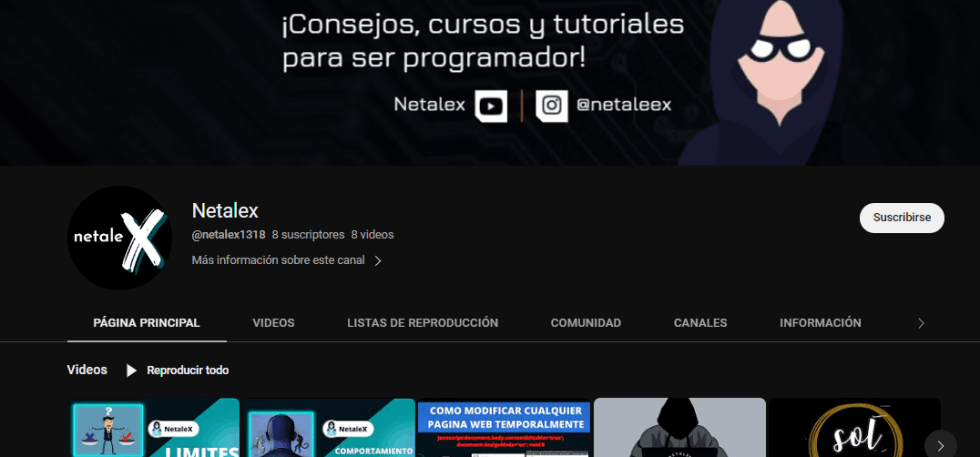 ¡Consejos, cursos y tutoriales
para ser programador!
Netalex | @netaleex
netaleX
Netalex
@netalex1318 8 suscriptores 8 videos
Más información sobre este canal
Suscribirse
PÁGINA PRINCIPAL VIDEOS LISTAS DE REPRODUCCIÓN COMUNIDAD CANALES INFORMACIÓN
Videos Reproducir todo
?
NetaleX
LIMITES
NetaleX
COMPORTAMIENTO
COMO MODIFICAR CUALQUIER
PAGINA WEB TEMPORALMENTE
sol